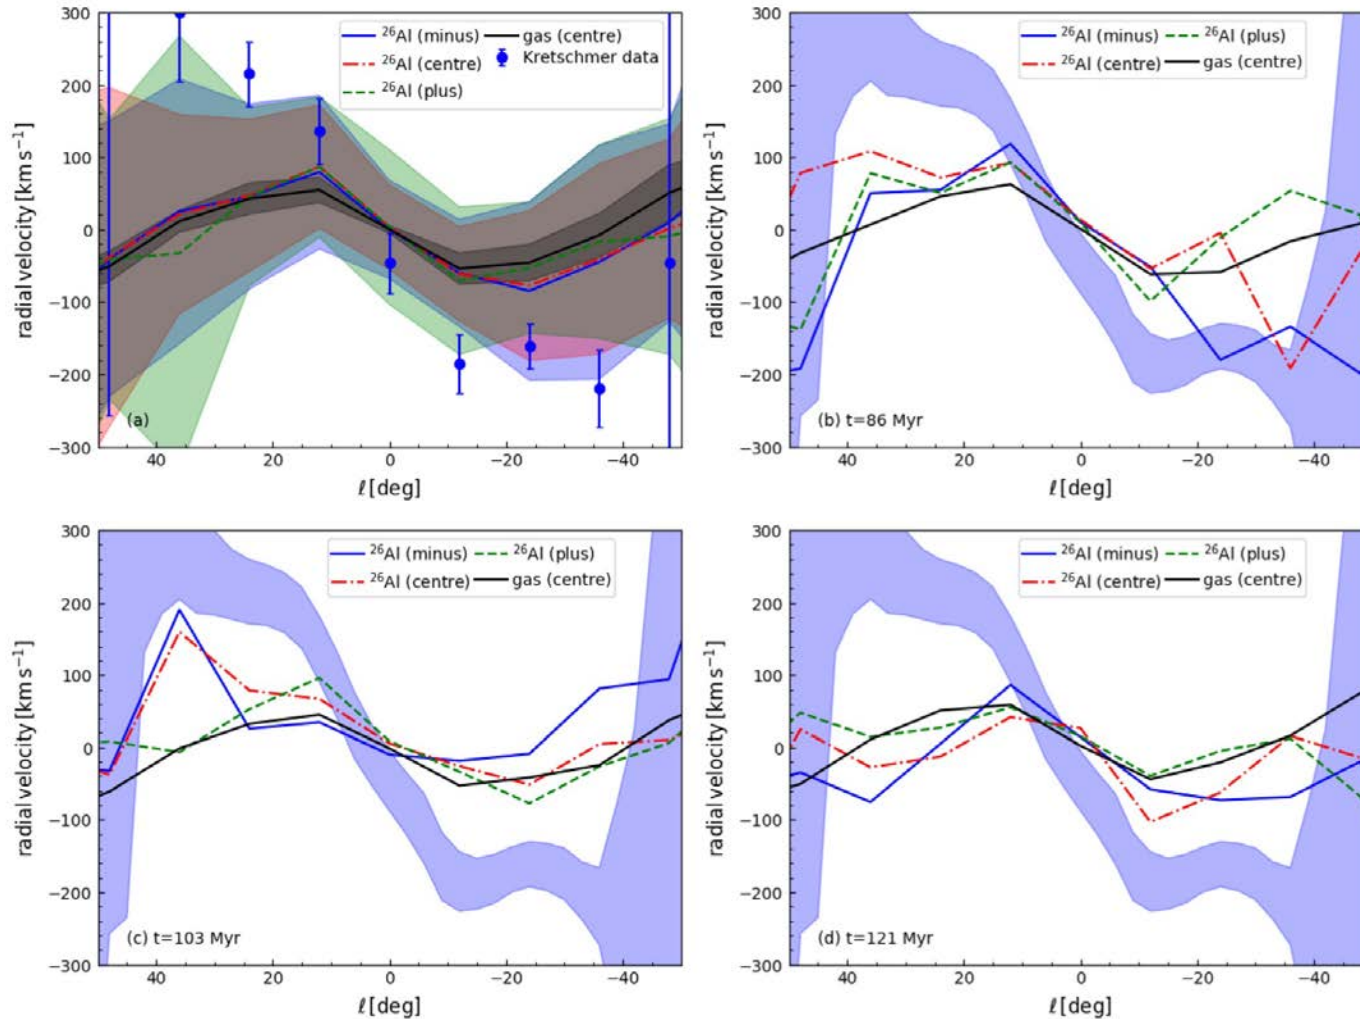 300
200
100
0
−100
−200
−300
radial velocity [km s⁻¹]
²⁶Al (minus)
²⁶Al (centre)
²⁶Al (plus)
gas (centre)
Kretschmer data
(a)
40 20 0 −20 −40
ℓ [deg]
300
200
100
0
−100
−200
−300
radial velocity [km s⁻¹]
²⁶Al (minus)
²⁶Al (centre)
²⁶Al (plus)
gas (centre)
(b) t=86 Myr
40 20 0 −20 −40
ℓ [deg]
300
200
100
0
−100
−200
−300
radial velocity [km s⁻¹]
²⁶Al (minus)
²⁶Al (centre)
²⁶Al (plus)
gas (centre)
(c) t=103 Myr
40 20 0 −20 −40
ℓ [deg]
300
200
100
0
−100
−200
−300
radial velocity [km s⁻¹]
²⁶Al (minus)
²⁶Al (centre)
²⁶Al (plus)
gas (centre)
(d) t=121 Myr
40 20 0 −20 −40
ℓ [deg]